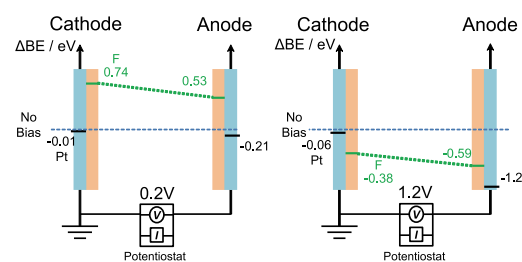 Cathode Anode
ΔBE / eV
F
0.74
0.53
No
Bias
-0.01
Pt
-0.21
0.2V
V
I
Potentiostat
Cathode Anode
ΔBE / eV
No
Bias
-0.06
Pt
F
-0.38
-0.59
-1.2
1.2V
V
I
Potentiostat